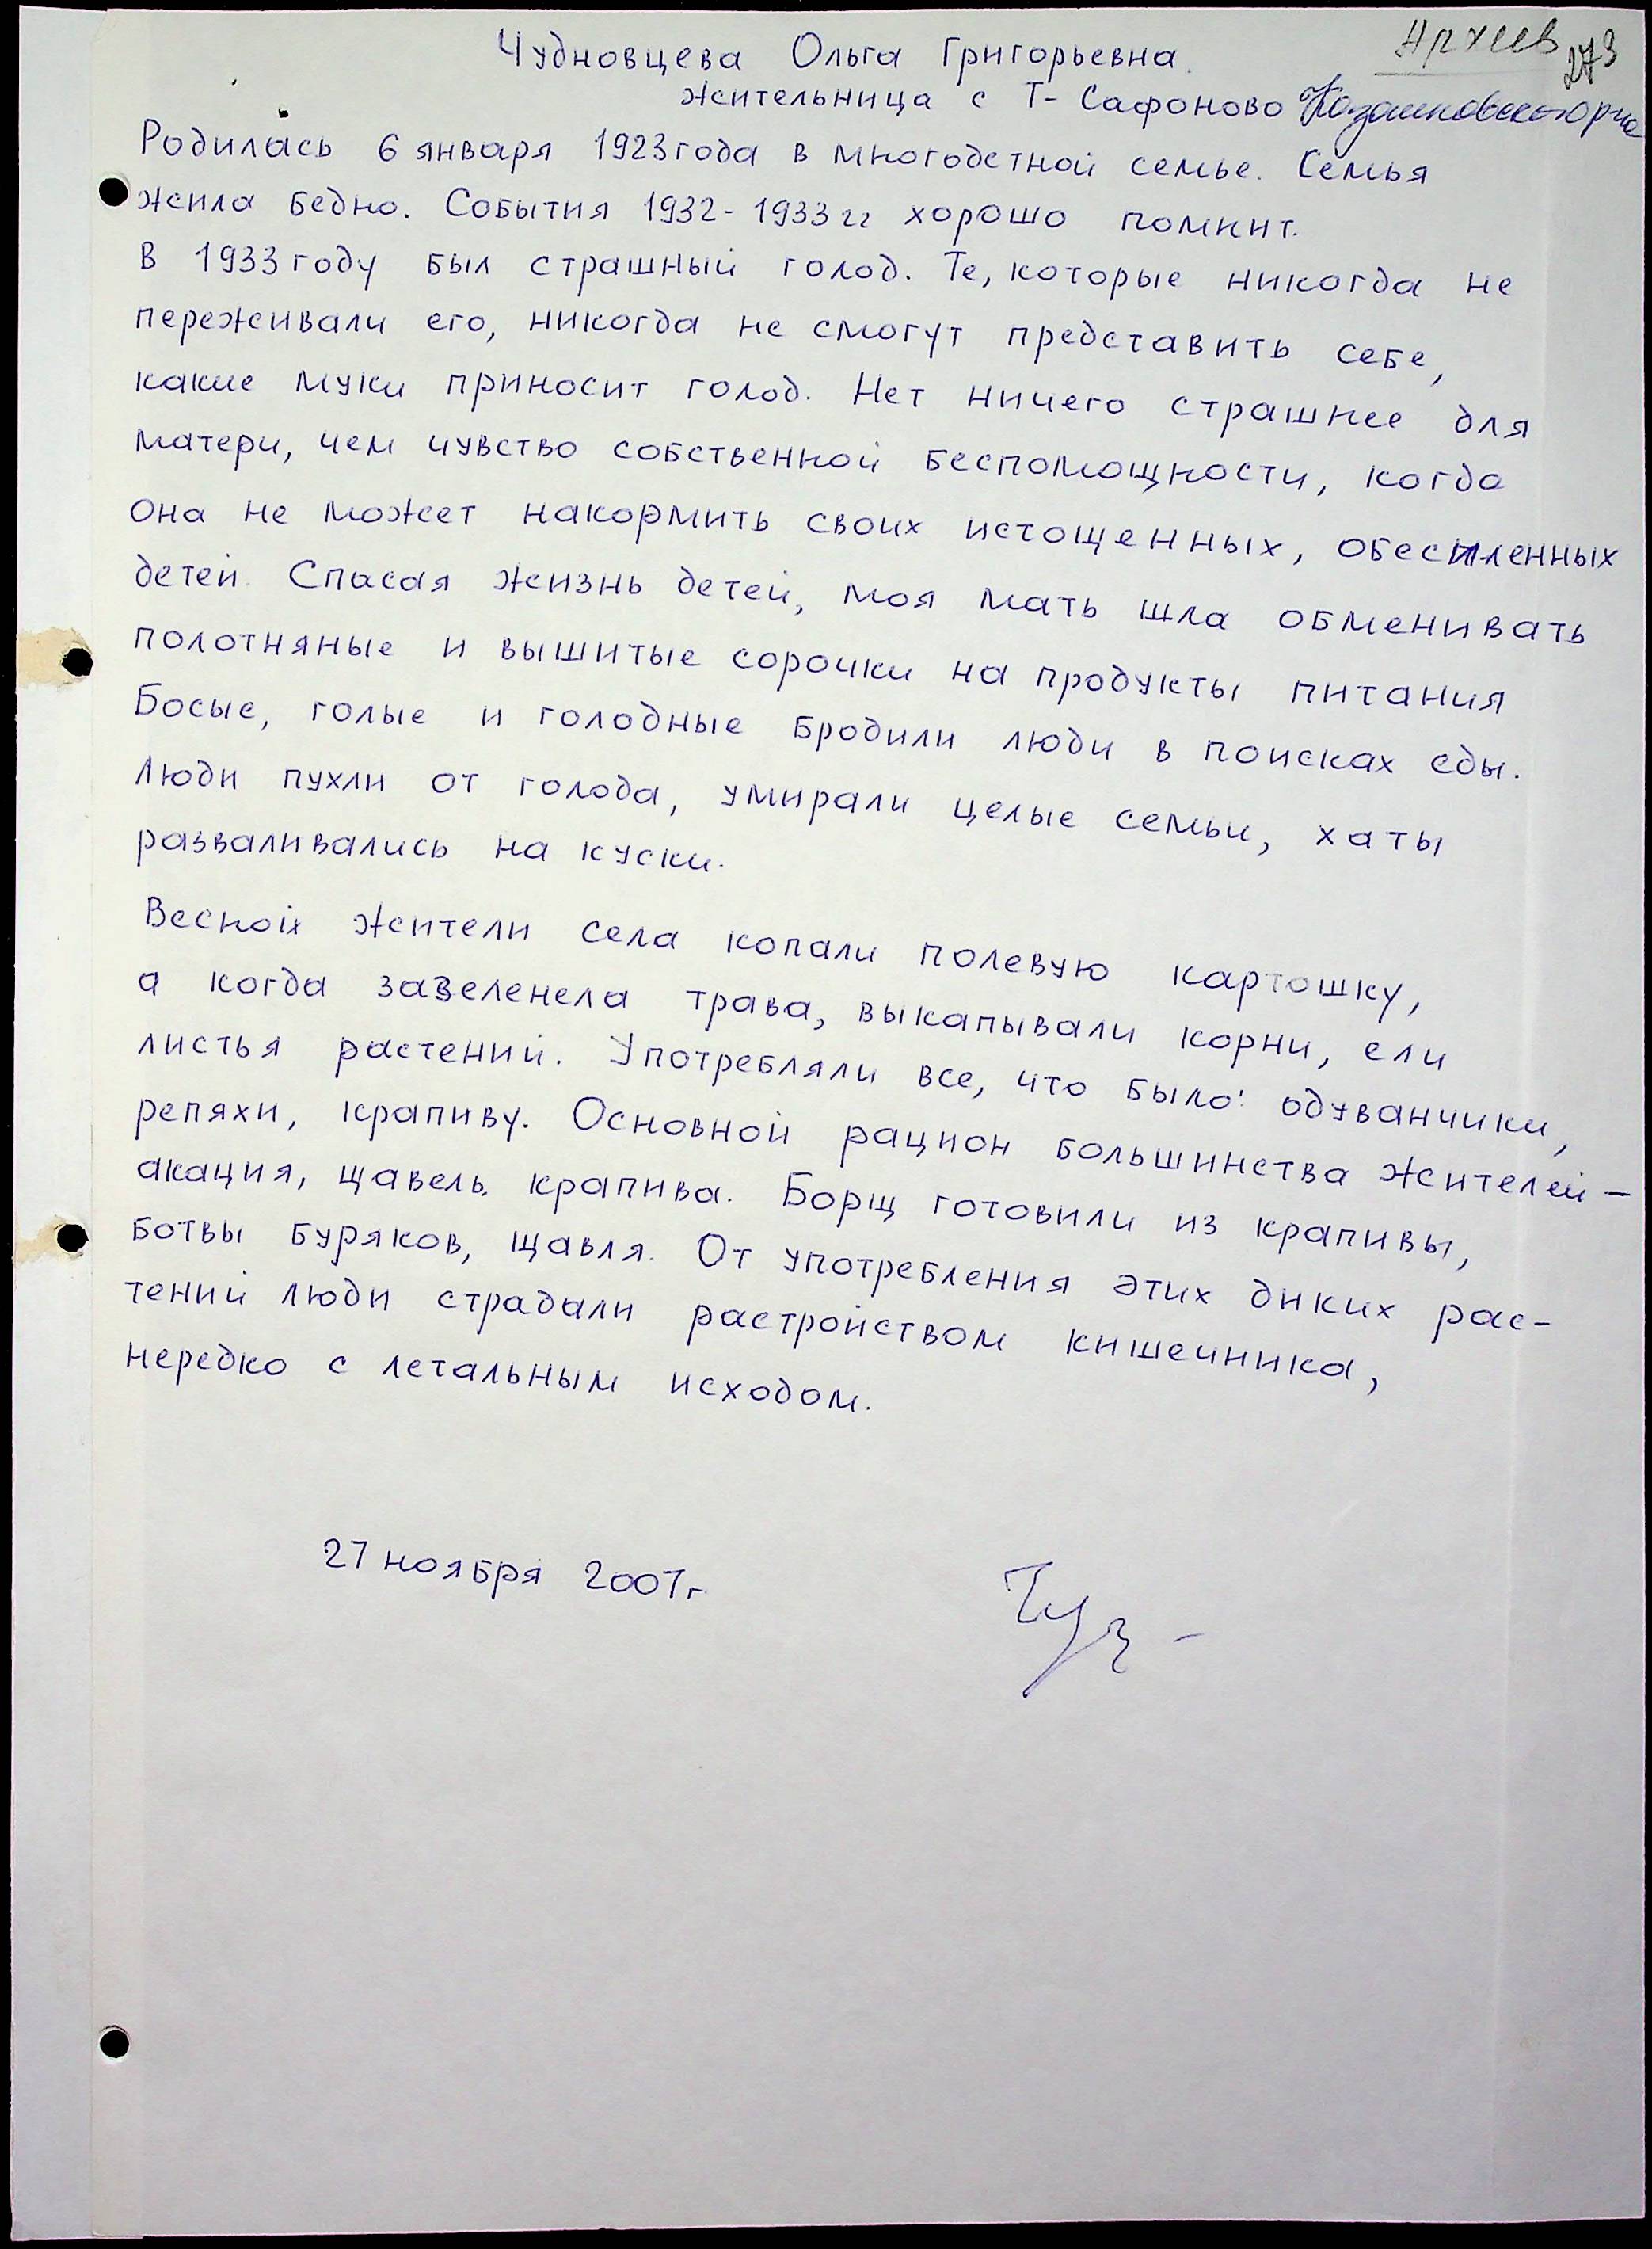 Архив 273
Чудновцева Ольга Григорьевна.
жительница с Т-Сафоново
Родилась 6 января 1923 года в многодетной семье. Семья
жила бедно. События 1932-1933 гг хорошо помнит.
В 1933 году был страшный голод. Те, которые никогда не
переживали его, никогда не смогут представить себе,
какие муки приносит голод. Нет ничего страшнее для
матери, чем чувство собственной беспомощности, когда
она не может накормить своих истощенных, обессиленных
детей. Спасая жизнь детей, моя мать шла обменивать
полотняные и вышитые сорочки на продукты питания
Босые, голые и голодные бродили люди в поисках еды.
Люди пухли от голода, умирали целые семьи, хаты
разваливались на куски.
Весной жители села копали полевую картошку,
а когда зазеленела трава, выкапывали корни, ели
листья растений. Употребляли все, что было: одуванчики,
репяхи, крапиву. Основной рацион большинства жителей –
акация, щавель, крапива. Борщ готовили из крапивы,
ботвы буряков, щавля. От употребления этих диких рас-
тений люди страдали растройством кишечника,
нередко с летальным исходом.
27 ноября 2007г